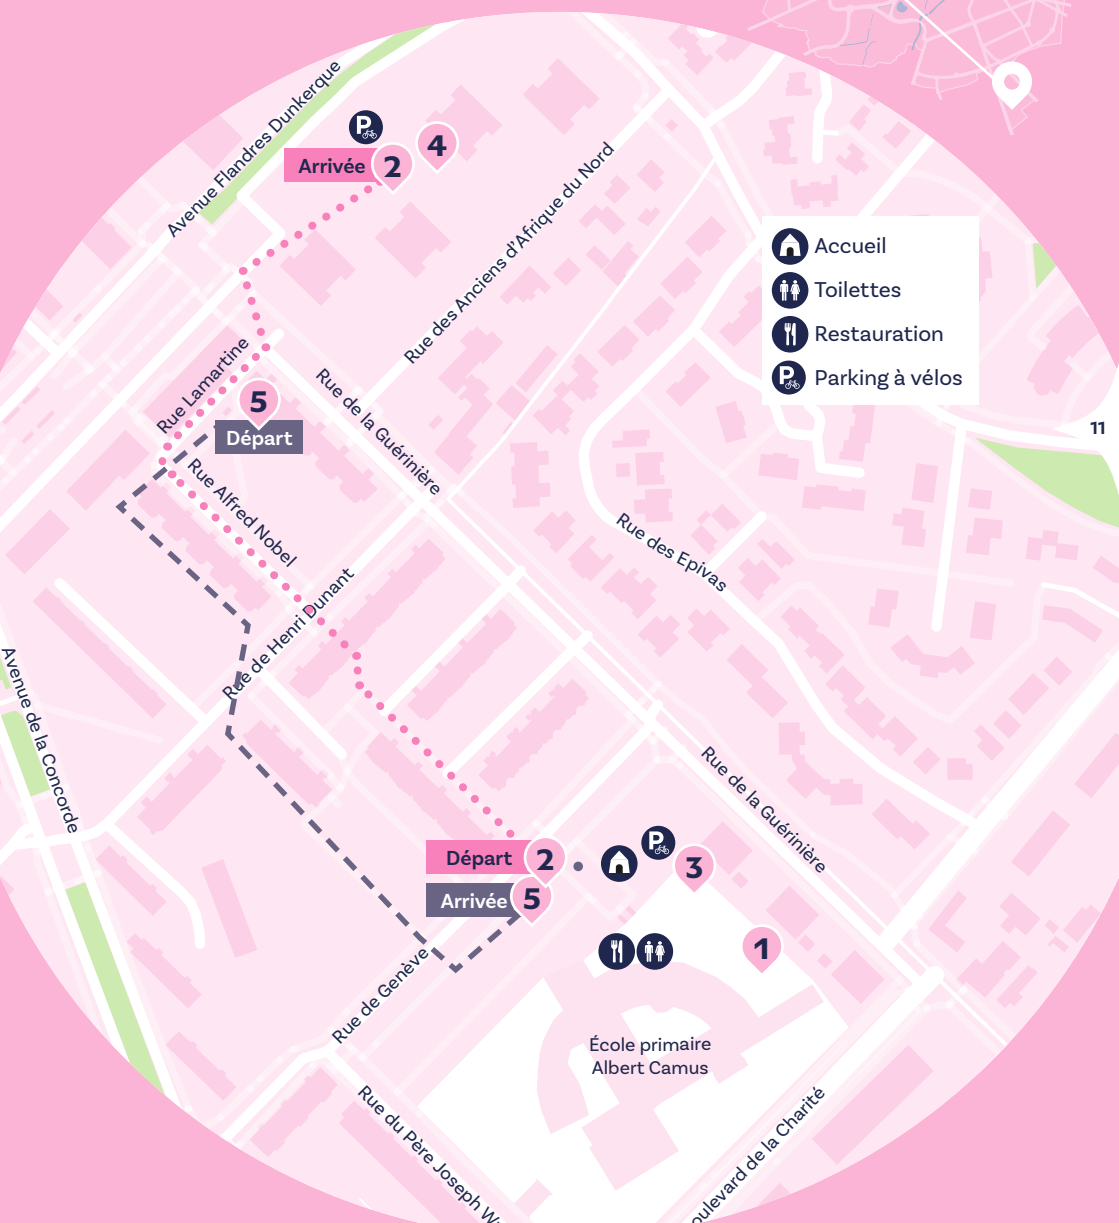 Avenue Flandres Dunkerque
P
4
Arrivée 2
Rue des Anciens d'Afrique du Nord
Accueil
Toilettes
Restauration
P Parking à vélos
Rue Lamartine
5
Départ
Rue de la Guérinière
11
Rue Alfred Nobel
Rue des Epivas
Rue de Henri Dunant
Avenue de la Concorde
Rue de la Guérinière
P
Départ 2
3
Arrivée 5
1
Rue de Genève
École primaire
Albert Camus
Rue du Père Joseph
oulevard de la Charité